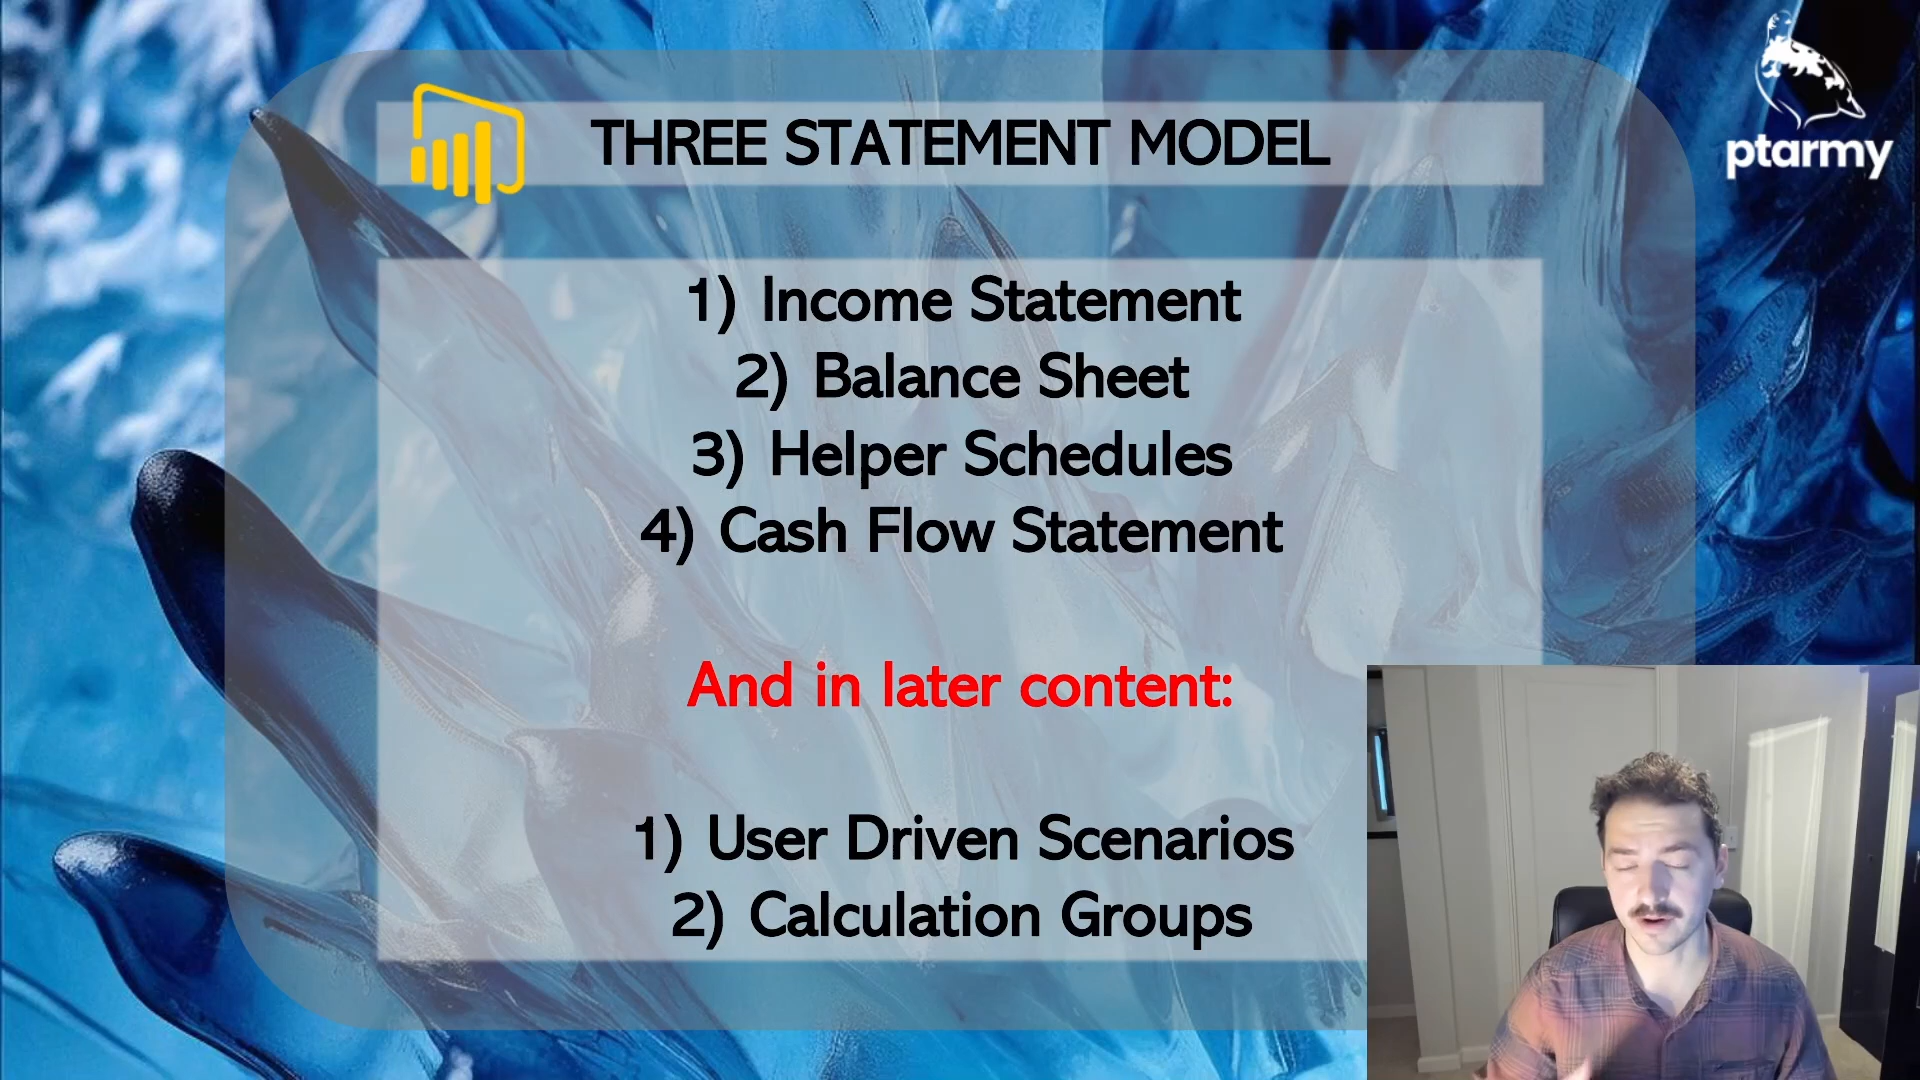 THREE STATEMENT MODEL
ptarmy
1) Income Statement
2) Balance Sheet
3) Helper Schedules
4) Cash Flow Statement
And in later content:
1) User Driven Scenarios
2) Calculation Groups